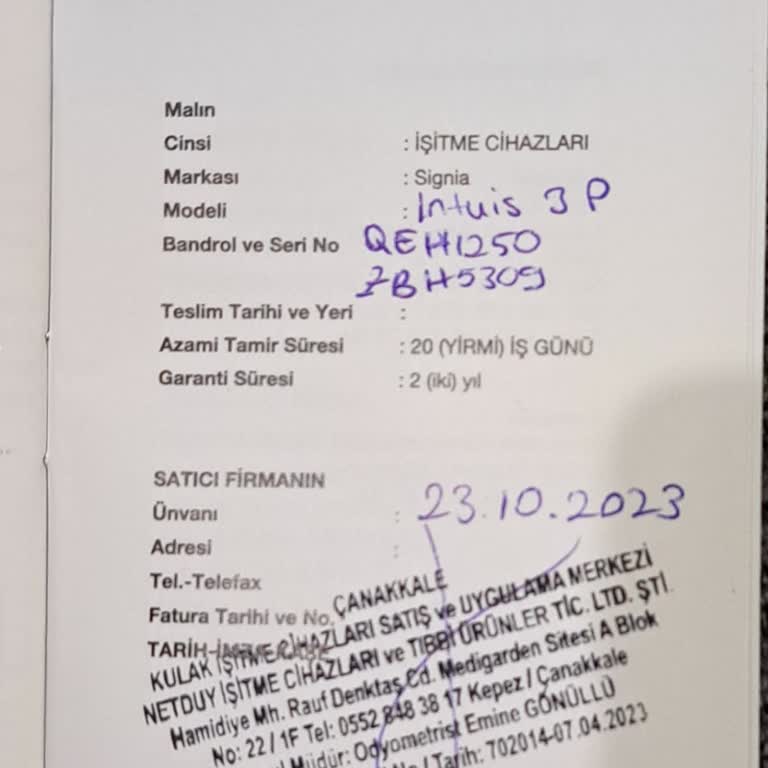 Malın
Cinsi : İŞİTME CİHAZLARI
Markası : Signia
Modeli : Intuis 3 P
Bandrol ve Seri No QEH1250
ZBH5309
Teslim Tarihi ve Yeri :
Azami Tamir Süresi : 20 (YİRMİ) İŞ GÜNÜ
Garanti Süresi : 2 (iki) yıl
SATICI FİRMANIN
Ünvanı : 23.10.2023
Adresi :
Tel.-Telefax
Fatura Tarihi ve No.
TARİH-İMZA-KAŞE
ÇANAKKALE
KULAK İŞİTME CİHAZLARI SATIŞ ve UYGULAMA MERKEZİ
NETDUY İŞİTME CİHAZLARI ve TIBBİ ÜRÜNLER TİC. LTD. ŞTİ.
Hamidiye Mh. Rauf Denktaş Cd. Medigarden Sitesi A Blok
No: 22 / 1F Tel: 0552 848 38 17 Kepez / Çanakkale
Müdür: Odyometrist Emine GÖNÜLLÜ
No / Tarih: 702014-07.04.2023